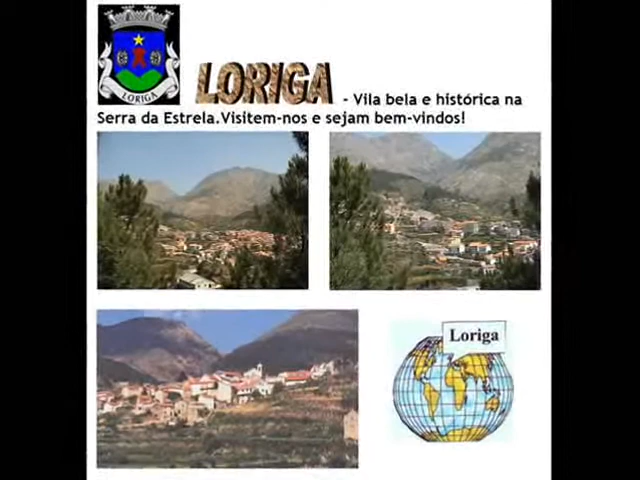 LORIGA
LORIGA - Vila bela e histórica na
Serra da Estrela.Visitem-nos e sejam bem-vindos!
Loriga